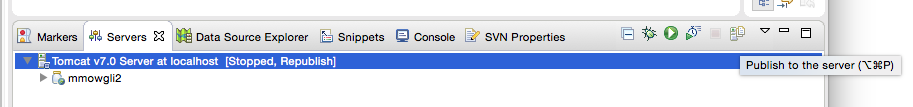 Markers Servers Data Source Explorer Snippets Console SVN Properties
Tomcat v7.0 Server at localhost [Stopped, Republish]
Publish to the server (⌥⌘P)
mmowgli2